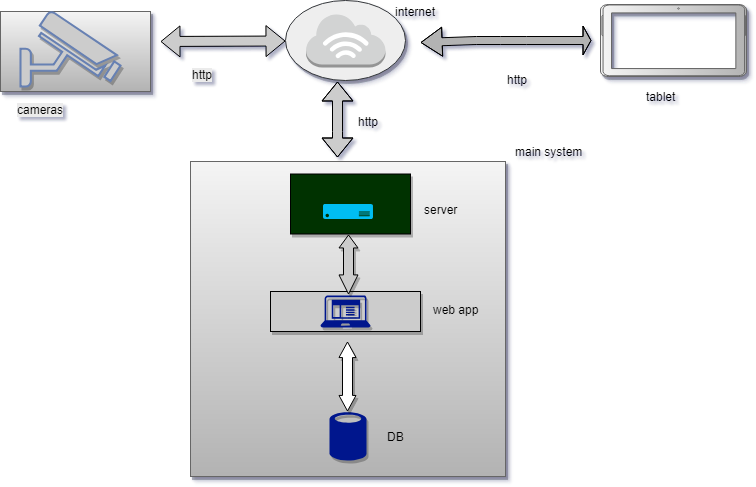 internet
http
http
cameras
tablet
http
main system
server
web app
DB